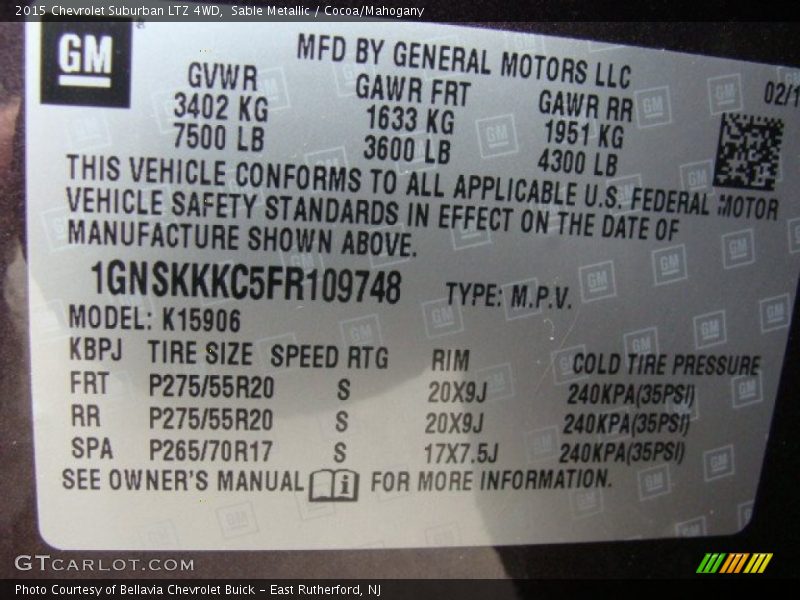 2015 Chevrolet Suburban LTZ 4WD, Sable Metallic / Cocoa/Mahogany
GM
MFD BY GENERAL MOTORS LLC
GVWR GAWR FRT GAWR RR
3402 KG 1633 KG 1951 KG
7500 LB 3600 LB 4300 LB
02/1
THIS VEHICLE CONFORMS TO ALL APPLICABLE U.S. FEDERAL MOTOR
VEHICLE SAFETY STANDARDS IN EFFECT ON THE DATE OF
MANUFACTURE SHOWN ABOVE.
1GNSKKKC5FR109748 TYPE: M.P.V.
MODEL: K15906
KBPJ TIRE SIZE SPEED RTG RIM COLD TIRE PRESSURE
FRT P275/55R20 S 20X9J 240KPA(35PSI)
RR P275/55R20 S 20X9J 240KPA(35PSI)
SPA P265/70R17 S 17X7.5J 240KPA(35PSI)
SEE OWNER'S MANUAL i FOR MORE INFORMATION.
GTCARLOT.COM
Photo Courtesy of Bellavia Chevrolet Buick – East Rutherford, NJ